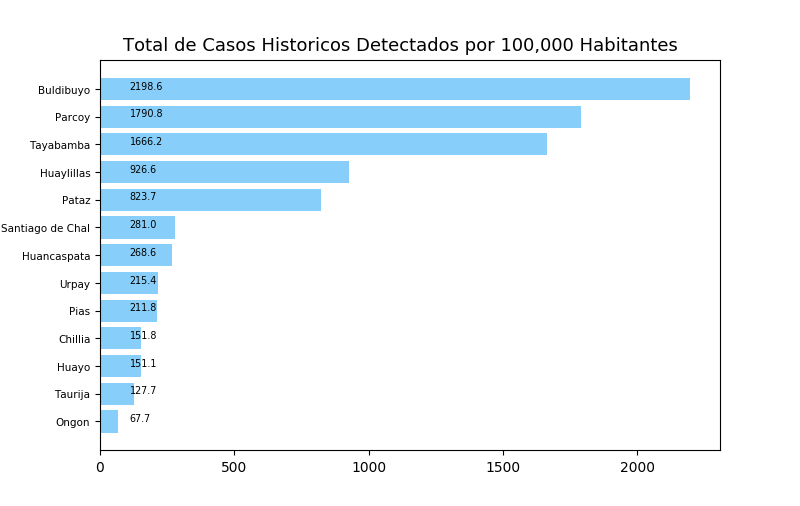 Total de Casos Historicos Detectados por 100,000 Habitantes
Buldibuyo 2198.6
Parcoy 1790.8
Tayabamba 1666.2
Huaylillas 926.6
Pataz 823.7
Santiago de Chal 281.0
Huancaspata 268.6
Urpay 215.4
Pias 211.8
Chillia 151.8
Huayo 151.1
Taurija 127.7
Ongon 67.7
0 500 1000 1500 2000